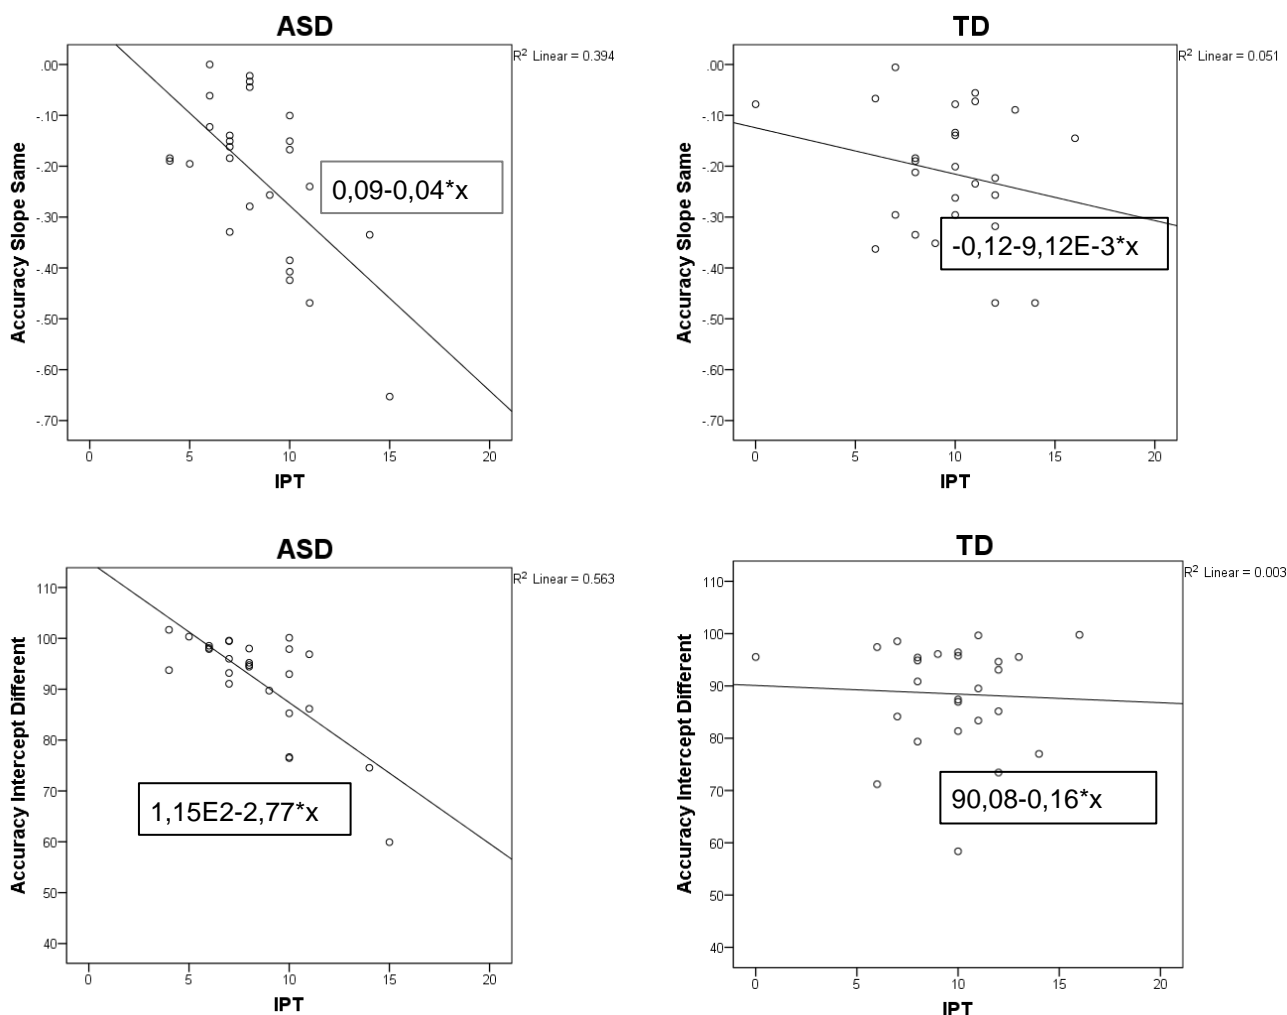 ASD
R² Linear = 0.394
Accuracy Slope Same
.00
-.10
-.20
-.30
-.40
-.50
-.60
-.70
0,09-0,04*x
0 5 10 15 20
IPT
TD
R² Linear = 0.051
Accuracy Slope Same
.00
-.10
-.20
-.30
-.40
-.50
-.60
-.70
-0,12-9,12E-3*x
0 5 10 15 20
IPT
ASD
R² Linear = 0.563
Accuracy Intercept Different
110
100
90
80
70
60
50
40
1,15E2-2,77*x
0 5 10 15 20
IPT
TD
R² Linear = 0.003
Accuracy Intercept Different
110
100
90
80
70
60
50
40
90,08-0,16*x
0 5 10 15 20
IPT